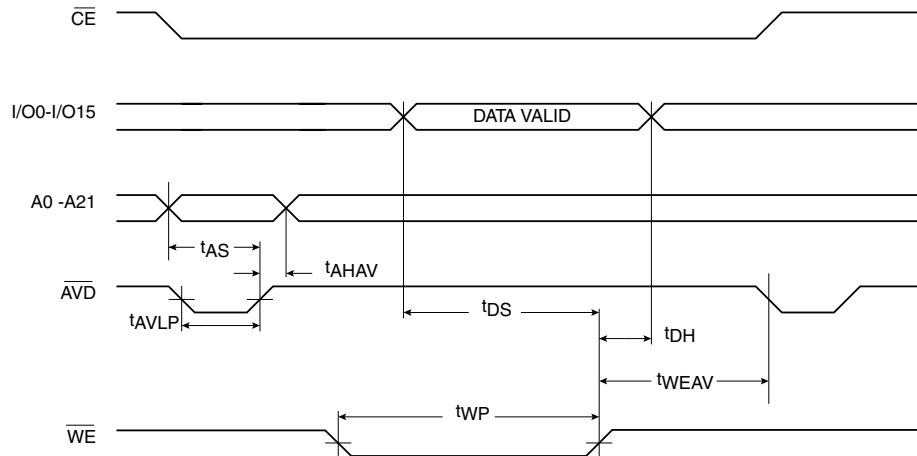 CE
I/O0-I/O15
DATA VALID
A0 -A21
tAS
tAHAV
AVD
tAVLP
tDS
tDH
tWEAV
tWP
WE